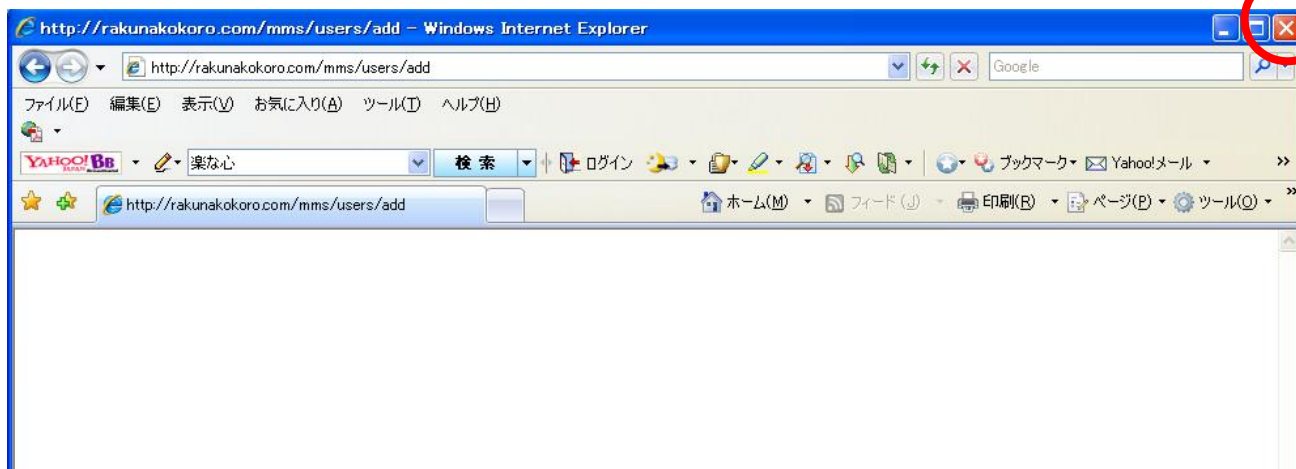 http://rakunakokoro.com/mms/users/add - Windows Internet Explorer
http://rakunakokoro.com/mms/users/add Google
ファイル(F) 編集(E) 表示(V) お気に入り(A) ツール(T) ヘルプ(H)
YAHOO! BB JAPAN 楽な心 検索 ログイン ブックマーク Yahoo!メール
http://rakunakokoro.com/mms/users/add ホーム(M) フィード(J) 印刷(R) ページ(P) ツール(O)